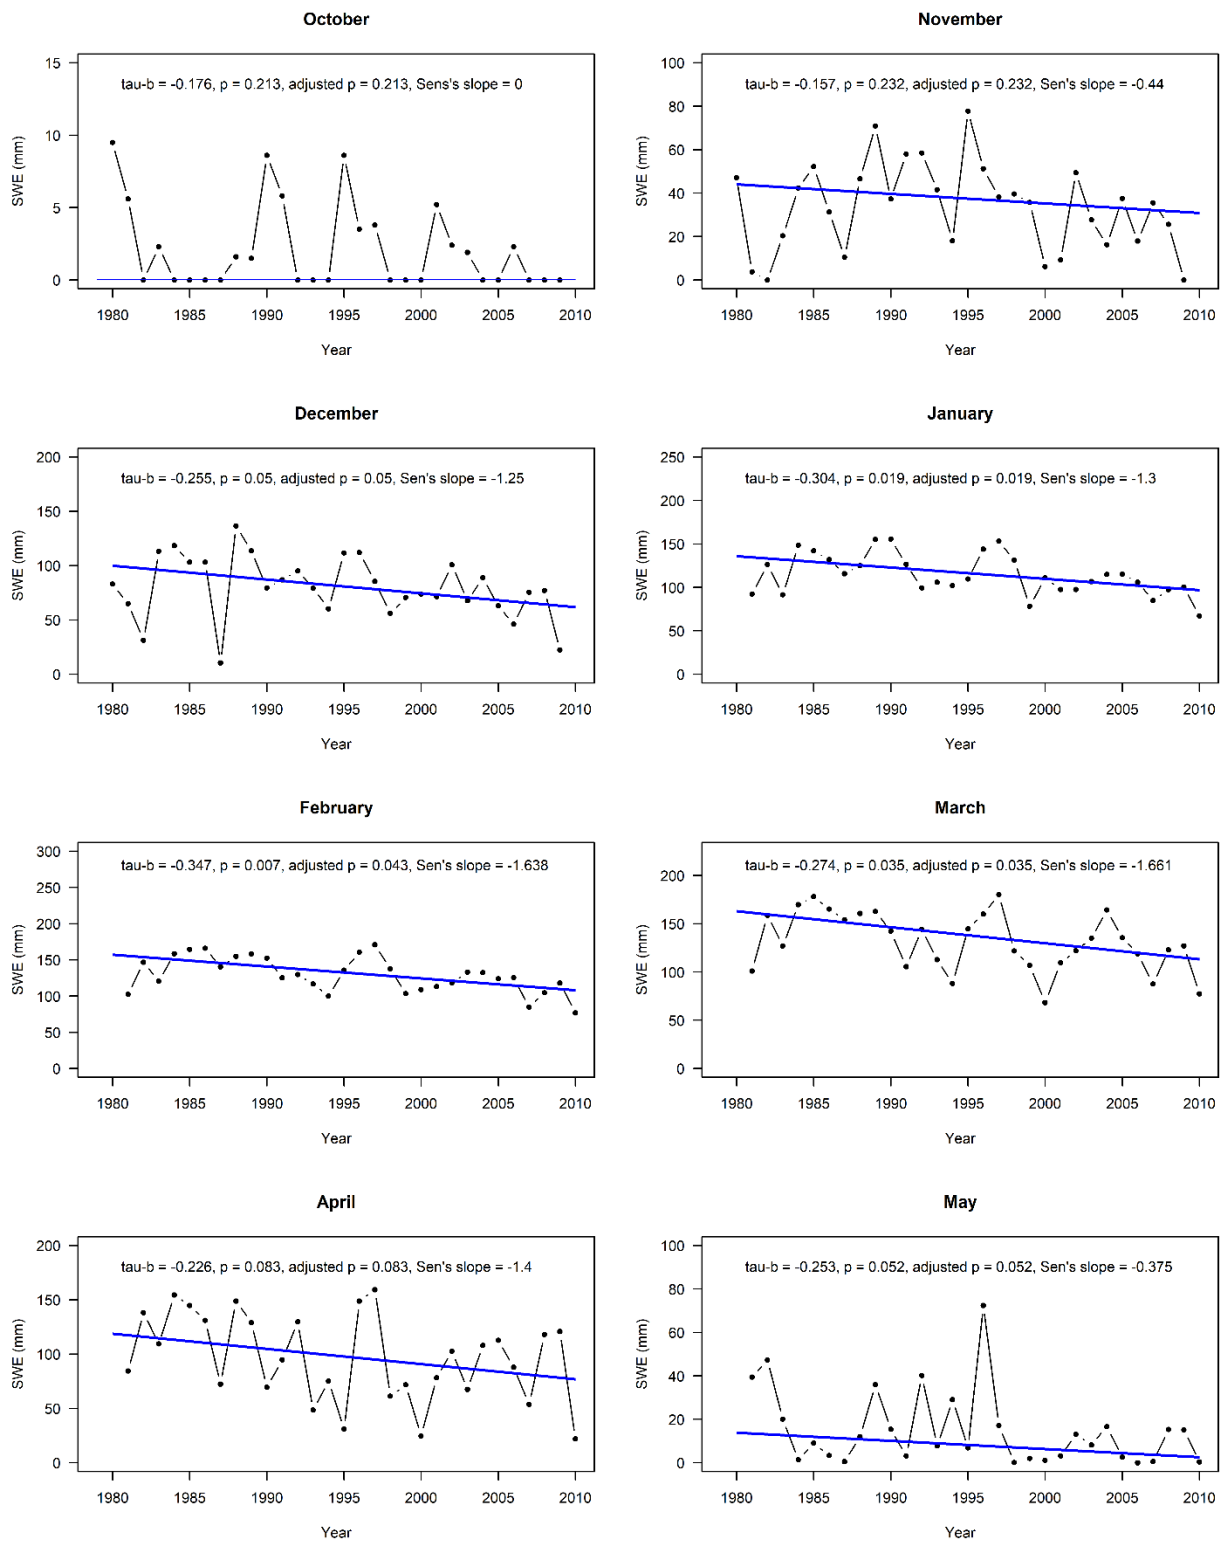 October
tau-b = -0.176, p = 0.213, adjusted p = 0.213, Sens's slope = 0
SWE (mm)
15
10
5
0
1980 1985 1990 1995 2000 2005 2010
Year
November
tau-b = -0.157, p = 0.232, adjusted p = 0.232, Sen's slope = -0.44
SWE (mm)
100
80
60
40
20
0
1980 1985 1990 1995 2000 2005 2010
Year
December
tau-b = -0.255, p = 0.05, adjusted p = 0.05, Sen's slope = -1.25
SWE (mm)
200
150
100
50
0
1980 1985 1990 1995 2000 2005 2010
Year
January
tau-b = -0.304, p = 0.019, adjusted p = 0.019, Sen's slope = -1.3
SWE (mm)
250
200
150
100
50
0
1980 1985 1990 1995 2000 2005 2010
Year
February
tau-b = -0.347, p = 0.007, adjusted p = 0.043, Sen's slope = -1.638
SWE (mm)
300
250
200
150
100
50
0
1980 1985 1990 1995 2000 2005 2010
Year
March
tau-b = -0.274, p = 0.035, adjusted p = 0.035, Sen's slope = -1.661
SWE (mm)
200
150
100
50
0
1980 1985 1990 1995 2000 2005 2010
Year
April
tau-b = -0.226, p = 0.083, adjusted p = 0.083, Sen's slope = -1.4
SWE (mm)
200
150
100
50
0
1980 1985 1990 1995 2000 2005 2010
Year
May
tau-b = -0.253, p = 0.052, adjusted p = 0.052, Sen's slope = -0.375
SWE (mm)
100
80
60
40
20
0
1980 1985 1990 1995 2000 2005 2010
Year